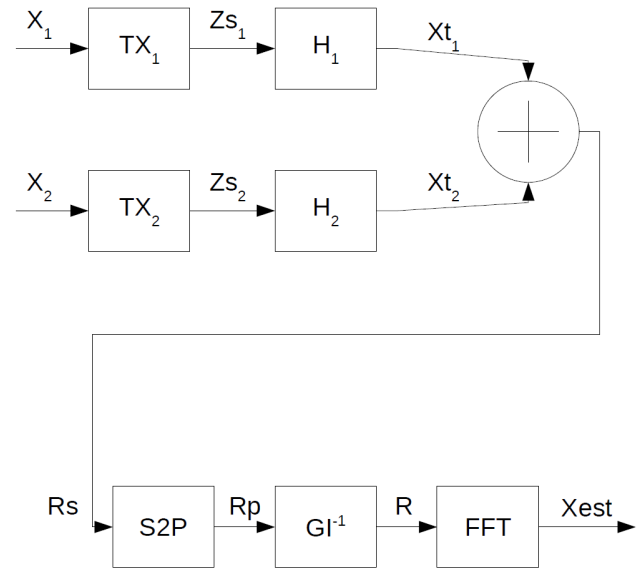 X₁ TX₁ Zs₁ H₁ Xt₁
X₂ TX₂ Zs₂ H₂ Xt₂
Rs S2P Rp GI⁻¹ R FFT Xest